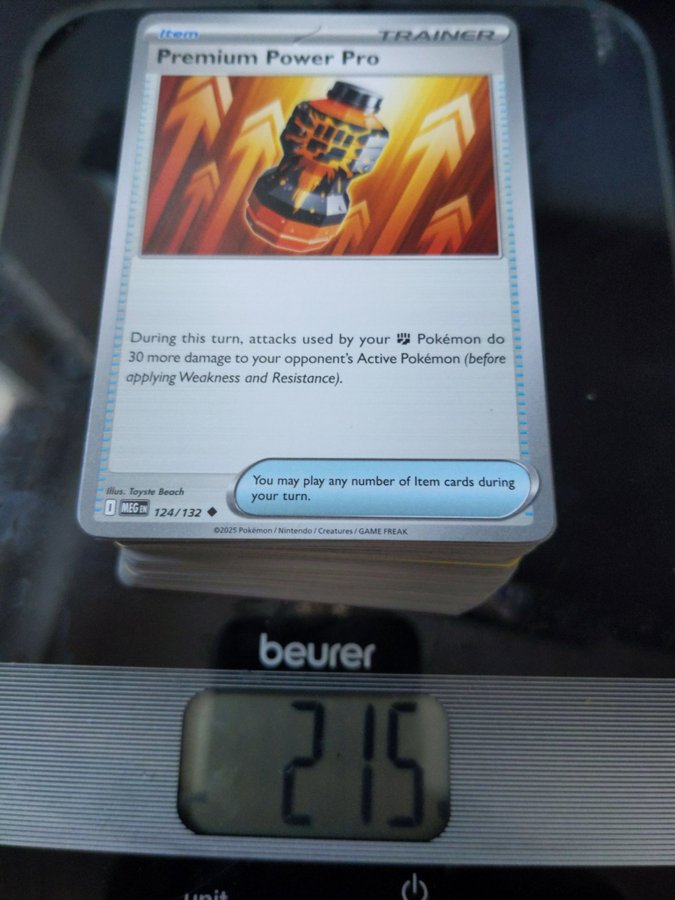 Item
TRAINER
Premium Power Pro
During this turn, attacks used by your Pokémon do
30 more damage to your opponent's Active Pokémon (before
applying Weakness and Resistance).
Illus. Toyste Beach
You may play any number of Item cards during
your turn.
I MEG EN 124/132
©2025 Pokémon / Nintendo / Creatures / GAME FREAK
beurer
215
unit